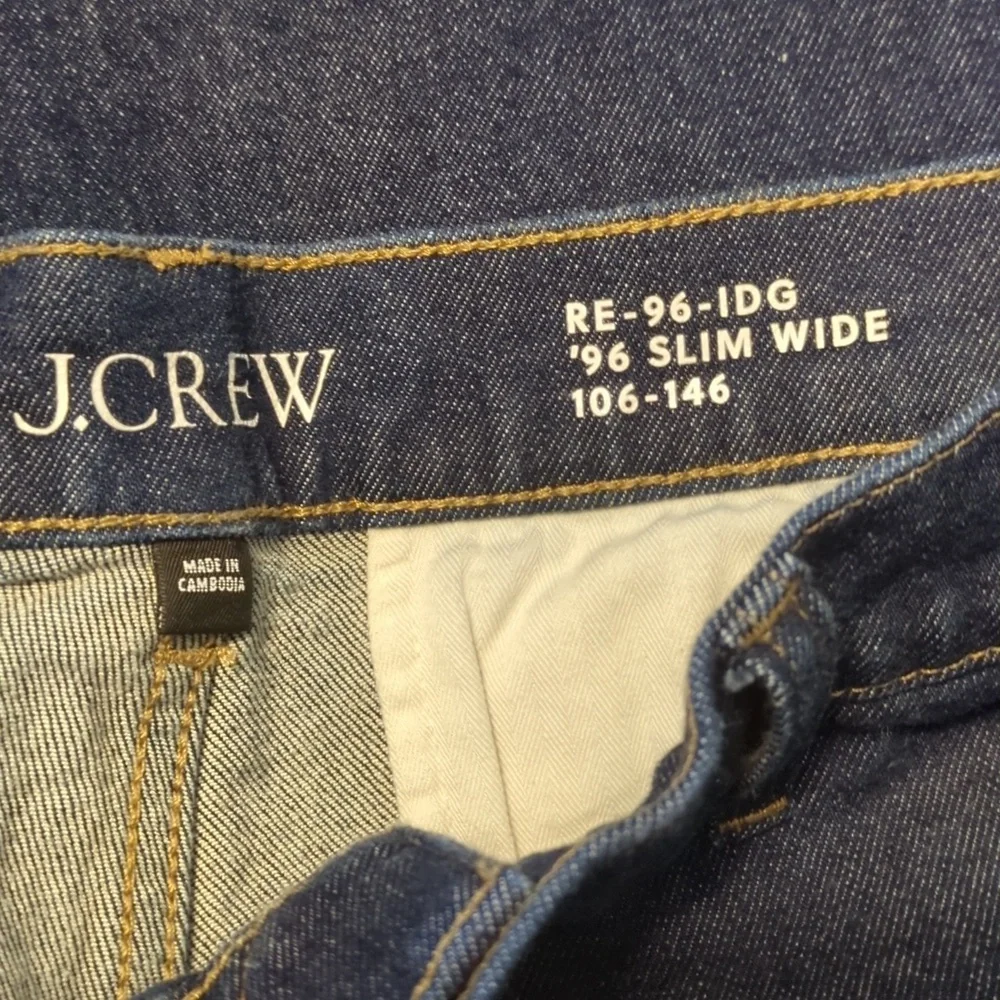 J.CREW
RE-96-IDG
'96 SLIM WIDE
106-146
MADE IN
CAMBODIA